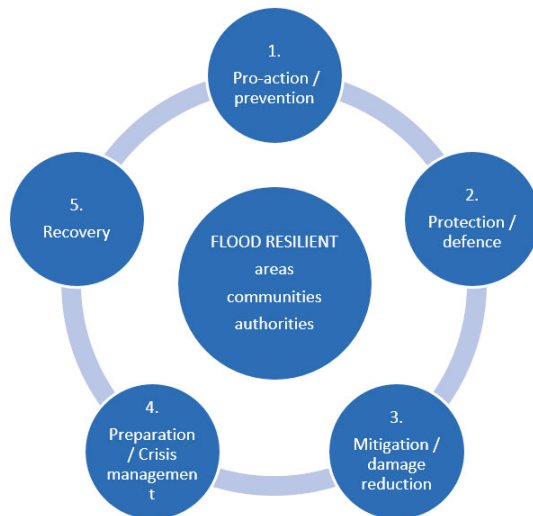 1.
Pro-action /
prevention
2.
Protection /
defence
3.
Mitigation /
damage
reduction
4.
Preparation
/ Crisis
managemen
t
5.
Recovery
FLOOD RESILIENT
areas
communities
authorities